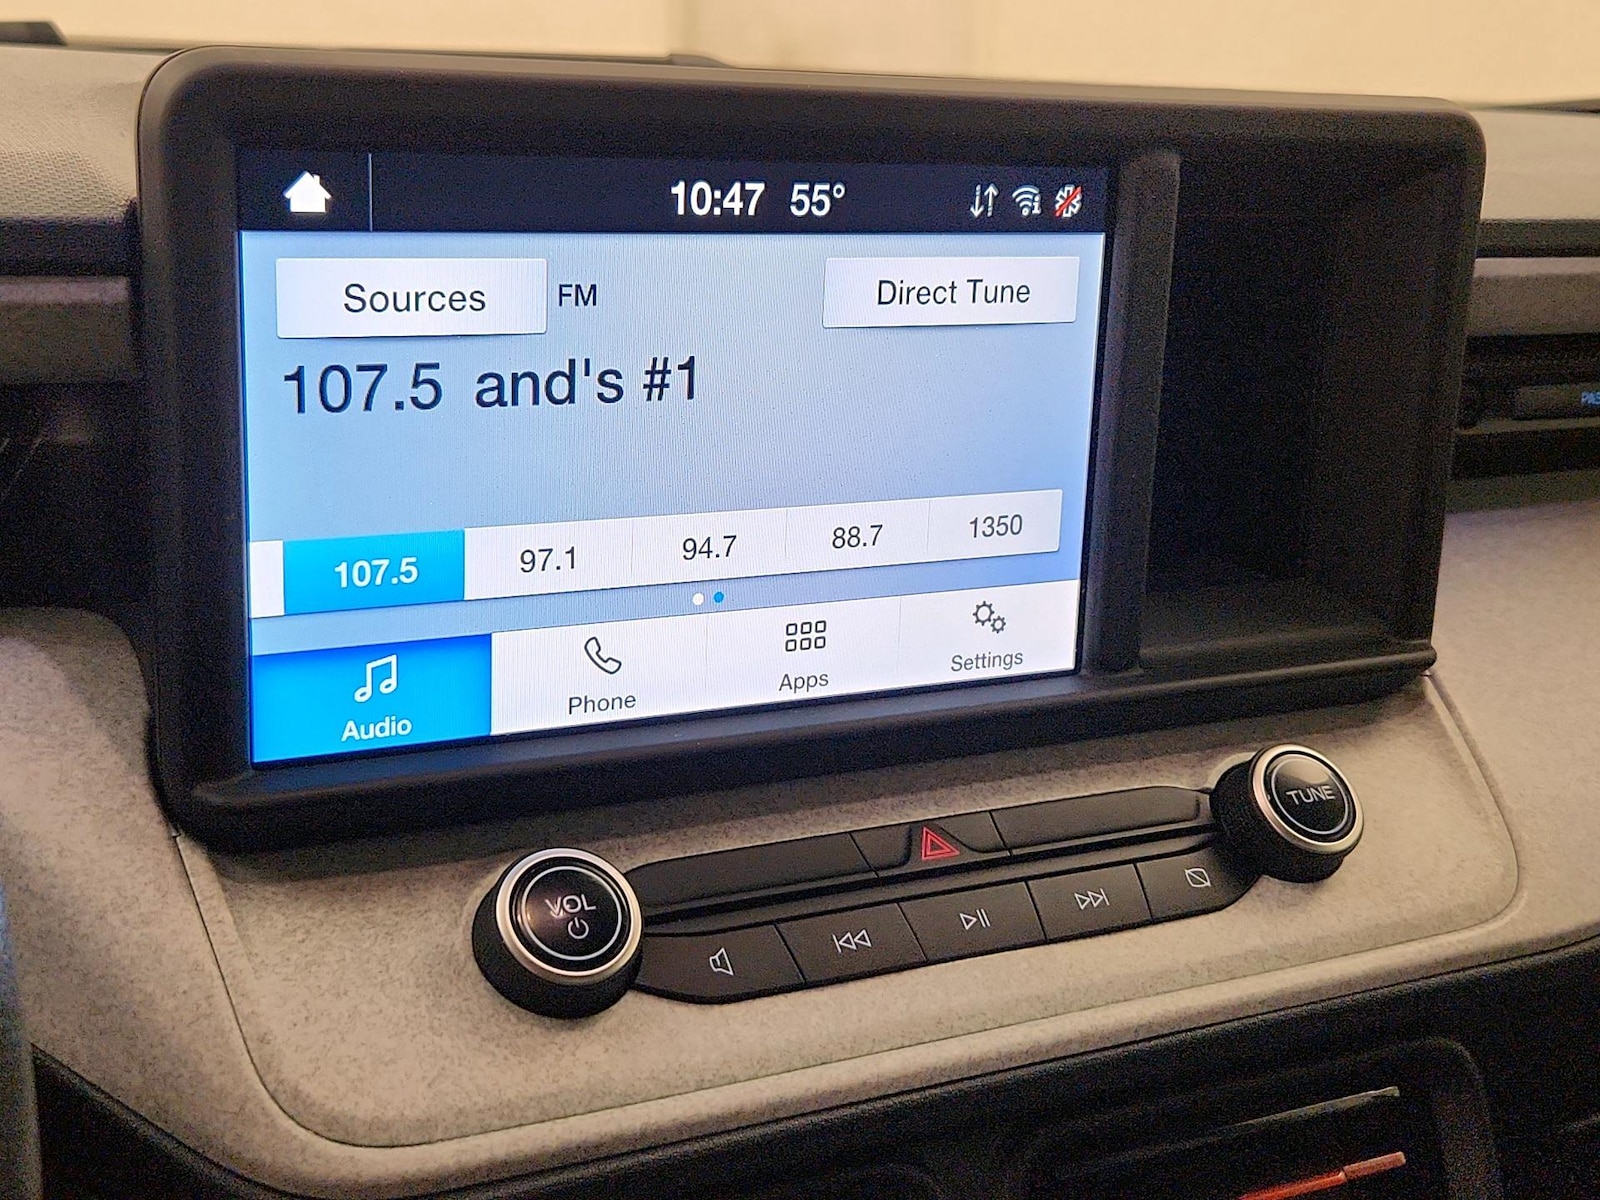 10:47 55°
Sources FM Direct Tune
107.5 and's #1
107.5 97.1 94.7 88.7 1350
Audio Phone Apps Settings
TUNE
VOL